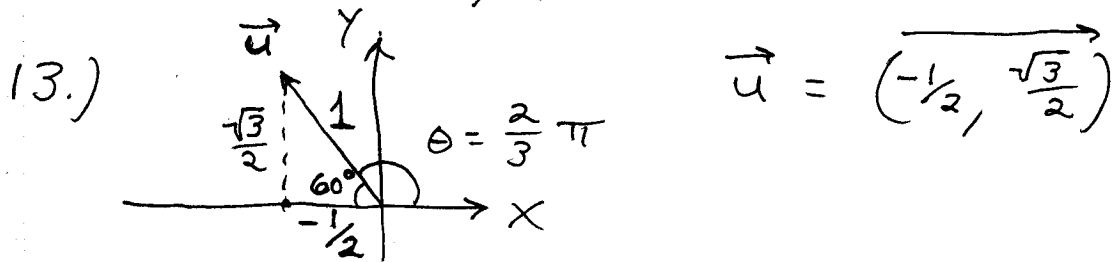 13.)
Y
u⃗
1
√3/2
60°
θ = 2/3 π
X
-1/2
u⃗ = (-1/2, √3/2)